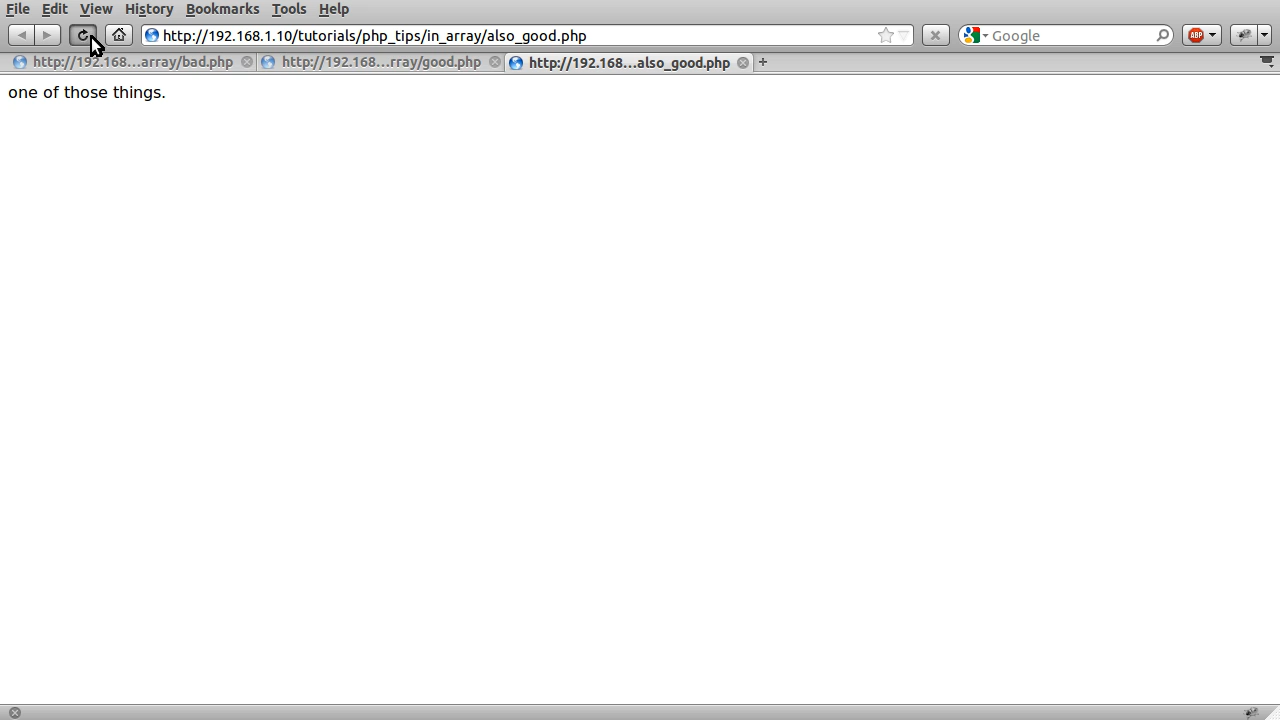 File Edit View History Bookmarks Tools Help
http://192.168.1.10/tutorials/php_tips/in_array/also_good.php Google ABP
http://192.168...array/bad.php http://192.168...rray/good.php http://192.168...also_good.php +
one of those things.